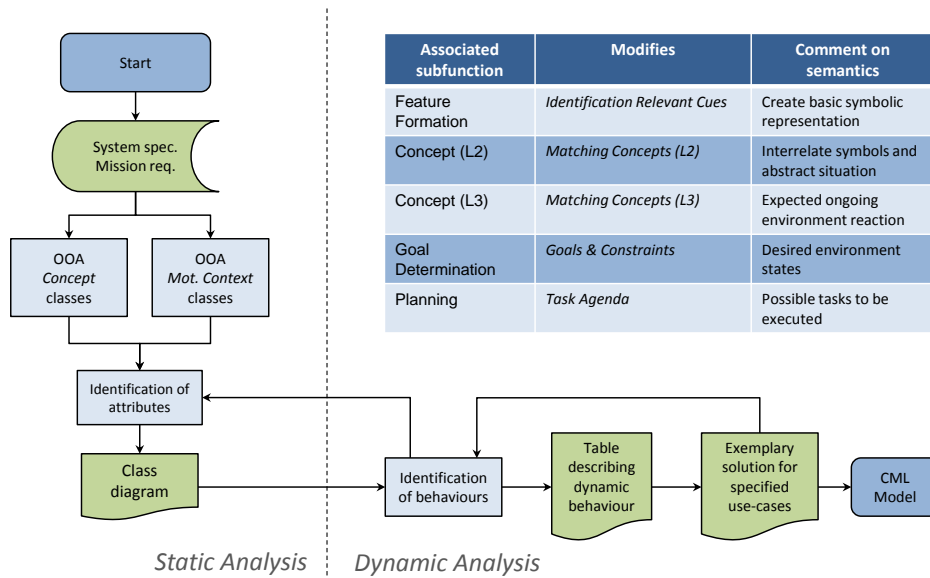 Start
System spec.
Mission req.
OOA
Concept
classes
OOA
Mot. Context
classes
Identification of
attributes
Class
diagram
Static Analysis
Associated
subfunction
Modifies
Comment on
semantics
Feature
Formation
Identification Relevant Cues
Create basic symbolic
representation
Concept (L2)
Matching Concepts (L2)
Interrelate symbols and
abstract situation
Concept (L3)
Matching Concepts (L3)
Expected ongoing
environment reaction
Goal
Determination
Goals & Constraints
Desired environment
states
Planning
Task Agenda
Possible tasks to be
executed
Identification
of behaviours
Table
describing
dynamic
behaviour
Exemplary
solution for
specified
use-cases
CML
Model
Dynamic Analysis